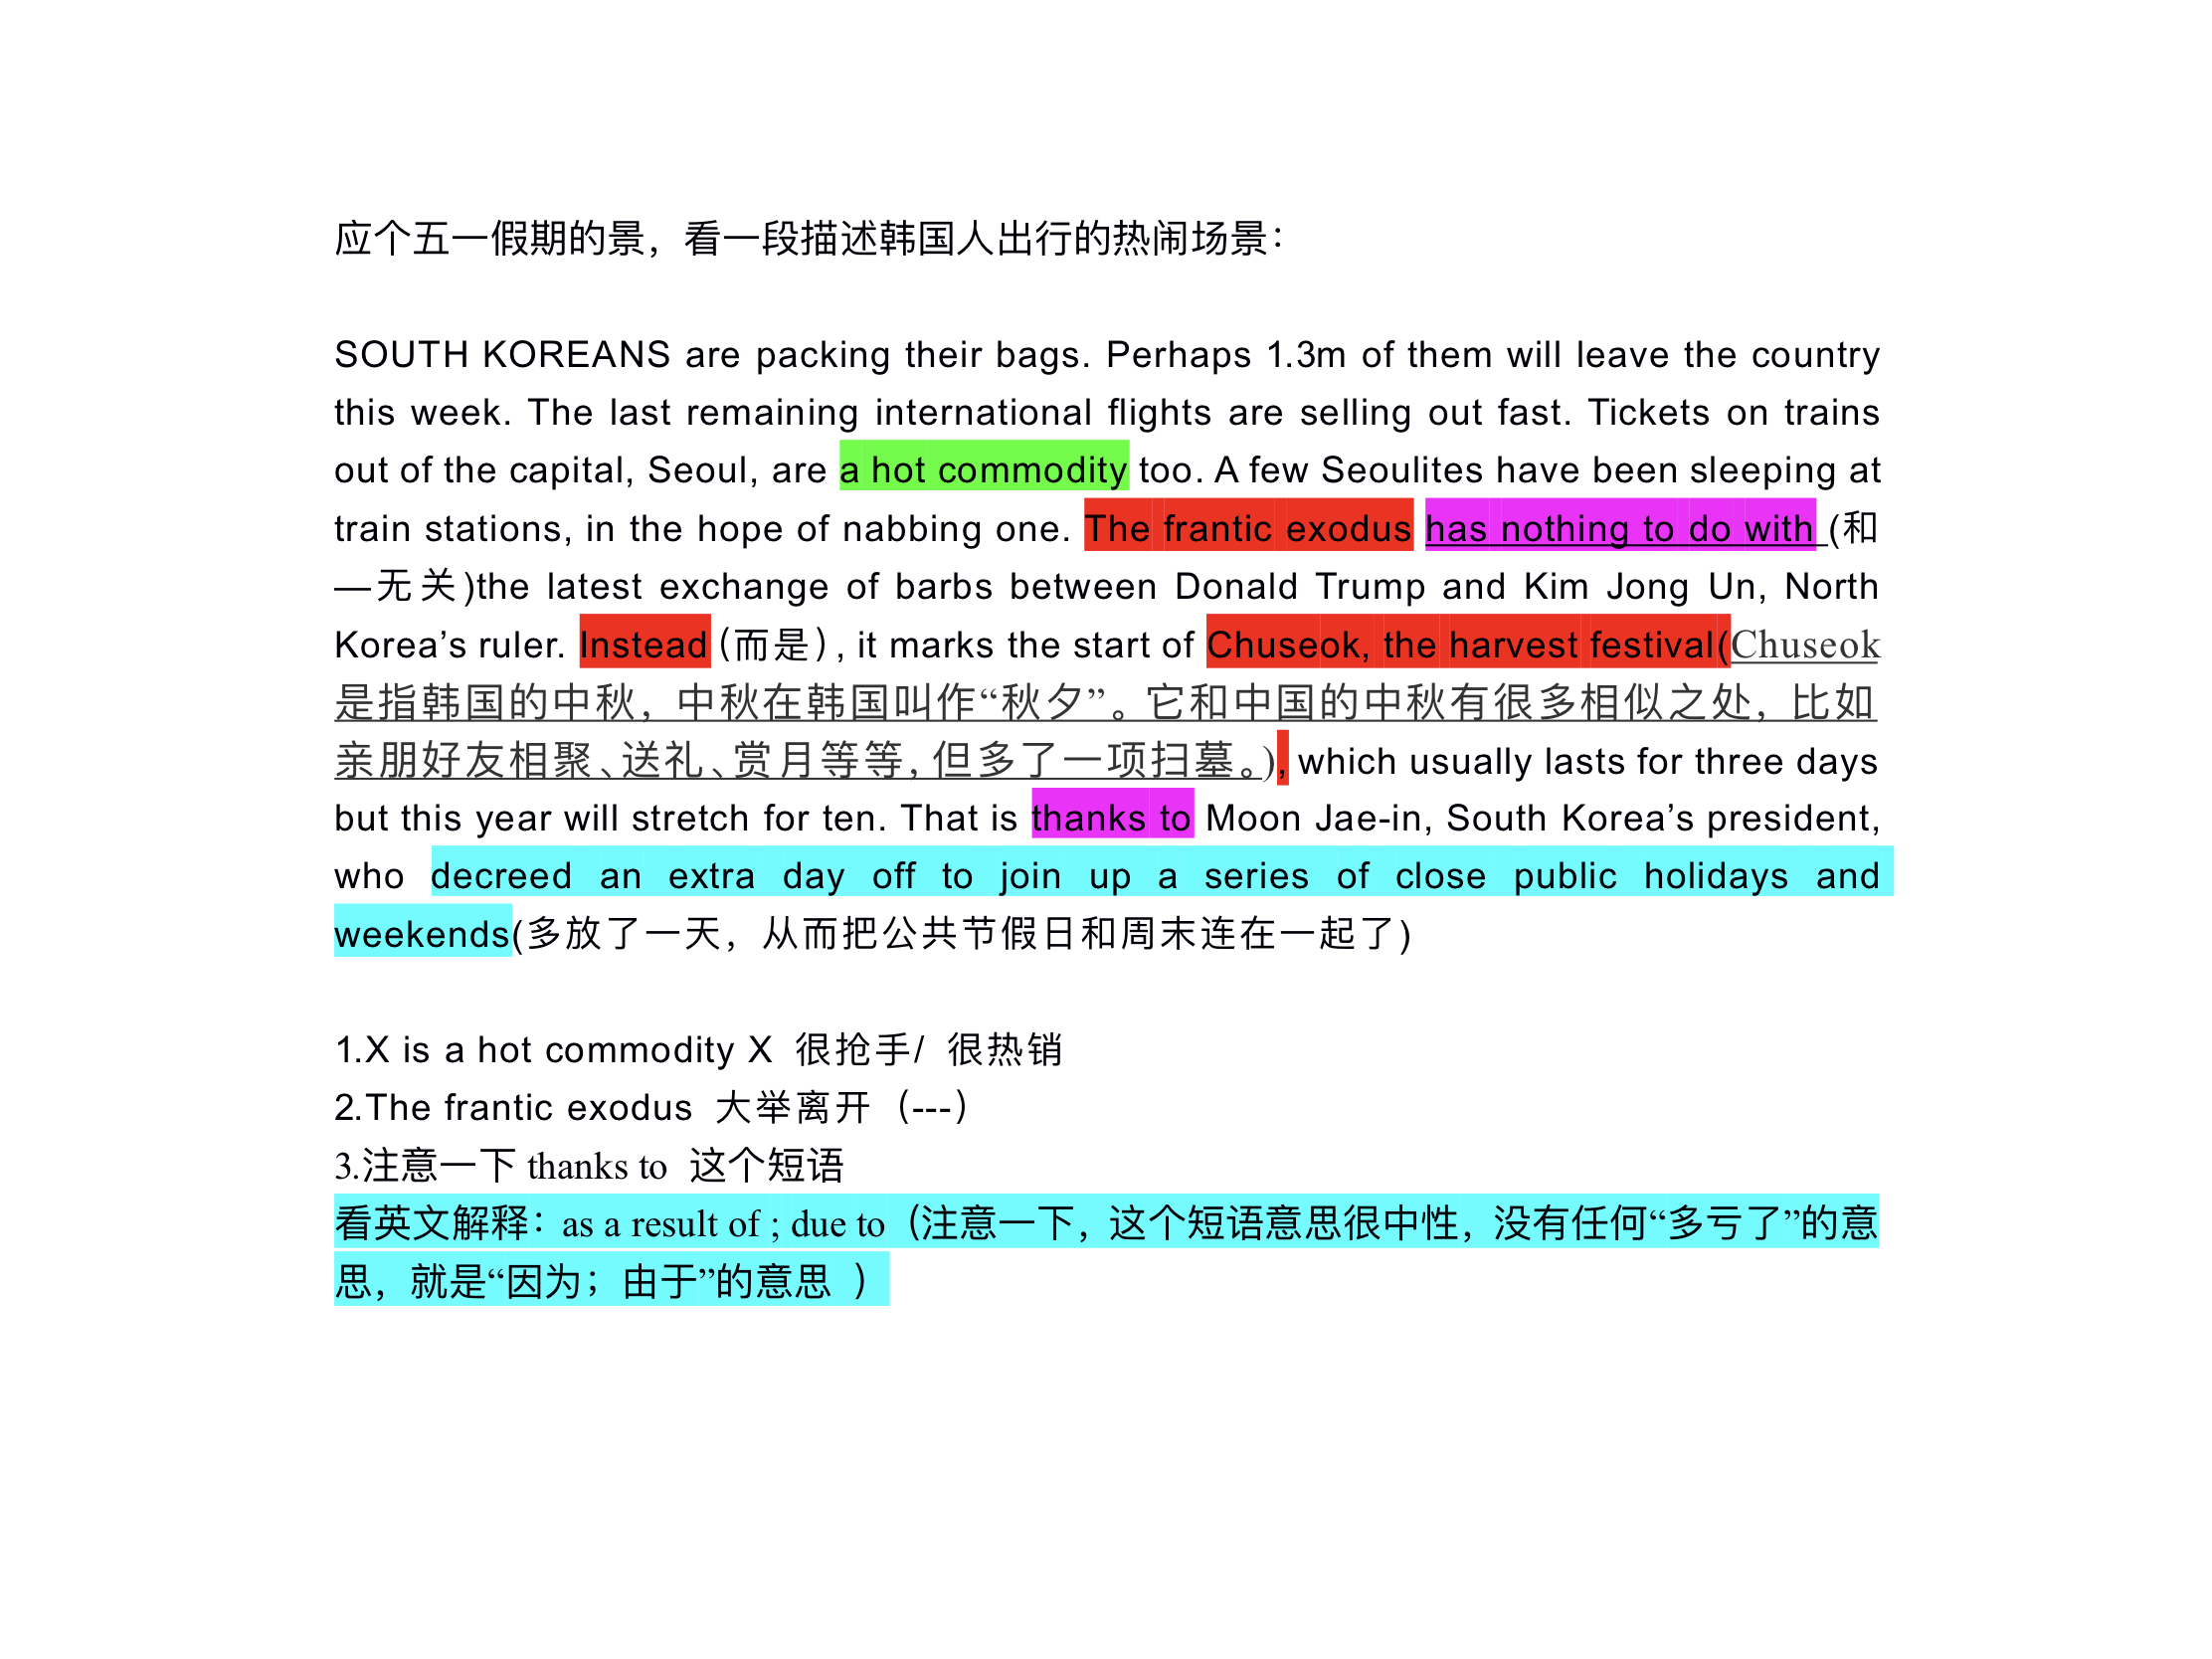 应个五一假期的景，看一段描述韩国人出行的热闹场景：
SOUTH KOREANS are packing their bags. Perhaps 1.3m of them will leave the country
this week. The last remaining international flights are selling out fast. Tickets on trains
out of the capital, Seoul, are a hot commodity too. A few Seoulites have been sleeping at
train stations, in the hope of nabbing one. The frantic exodus has nothing to do with (和
—无关)the latest exchange of barbs between Donald Trump and Kim Jong Un, North
Korea’s ruler. Instead（而是）, it marks the start of Chuseok, the harvest festival(Chuseok
是指韩国的中秋，中秋在韩国叫作“秋夕”。它和中国的中秋有很多相似之处，比如
亲朋好友相聚、送礼、赏月等等，但多了一项扫墓。), which usually lasts for three days
but this year will stretch for ten. That is thanks to Moon Jae-in, South Korea’s president,
who decreed an extra day off to join up a series of close public holidays and
weekends(多放了一天，从而把公共节假日和周末连在一起了)
1.X is a hot commodity X 很抢手/ 很热销
2.The frantic exodus 大举离开（---）
3.注意一下 thanks to 这个短语
看英文解释：as a result of ; due to（注意一下，这个短语意思很中性，没有任何“多亏了”的意
思，就是“因为；由于”的意思 ）